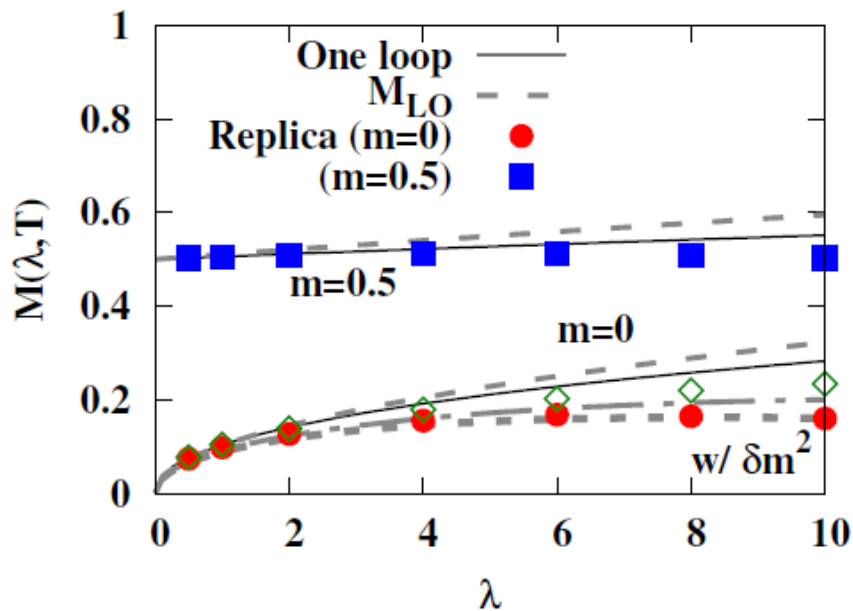 1
One loop
M_LO
0.8
Replica (m=0)
(m=0.5)
0.6
M(λ,T)
m=0.5
0.4
m=0
0.2
w/ δm²
0
0 2 4 6 8 10
λ